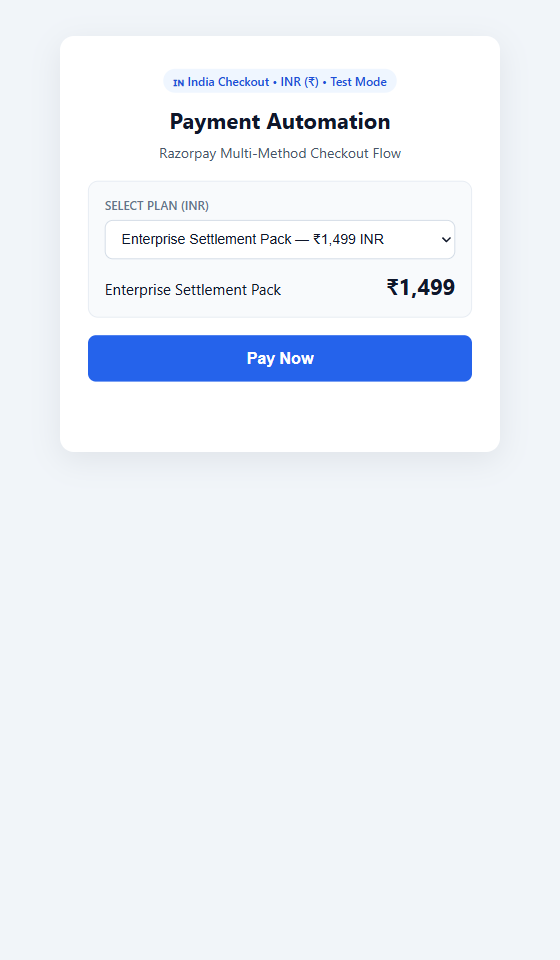 IN India Checkout • INR (₹) • Test Mode
Payment Automation
Razorpay Multi-Method Checkout Flow
SELECT PLAN (INR)
Enterprise Settlement Pack — ₹1,499 INR
Enterprise Settlement Pack ₹1,499
Pay Now